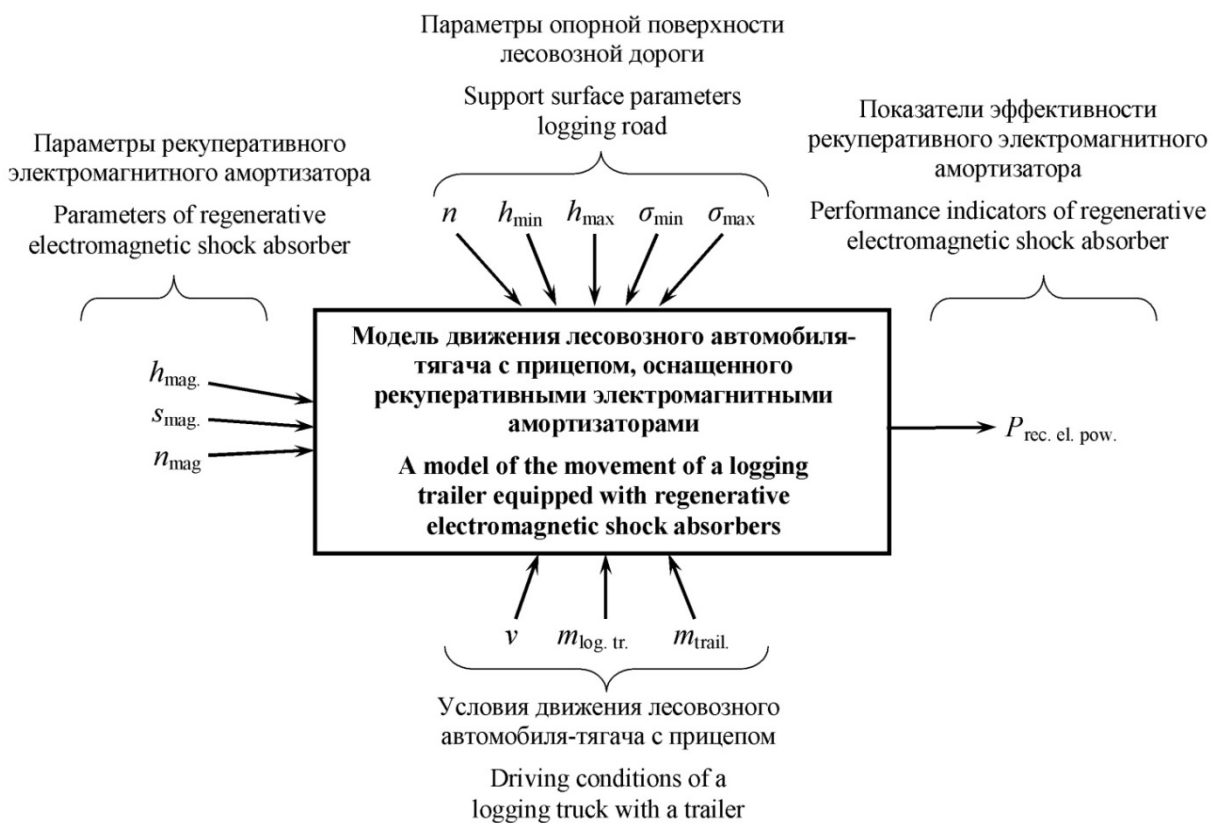 Параметры опорной поверхности
лесовозной дороги
Support surface parameters
logging road
n h_min h_max σ_min σ_max
Параметры рекуперативного
электромагнитного амортизатора
Parameters of regenerative
electromagnetic shock absorber
h_mag.
s_mag.
n_mag
Показатели эффективности
рекуперативного электромагнитного
амортизатора
Performance indicators of regenerative
electromagnetic shock absorber
P_rec. el. pow.
Модель движения лесовозного автомобиля-
тягача с прицепом, оснащенного
рекуперативными электромагнитными
амортизаторами
A model of the movement of a logging
trailer equipped with regenerative
electromagnetic shock absorbers
v m_log. tr. m_trail.
Условия движения лесовозного
автомобиля-тягача с прицепом
Driving conditions of a
logging truck with a trailer